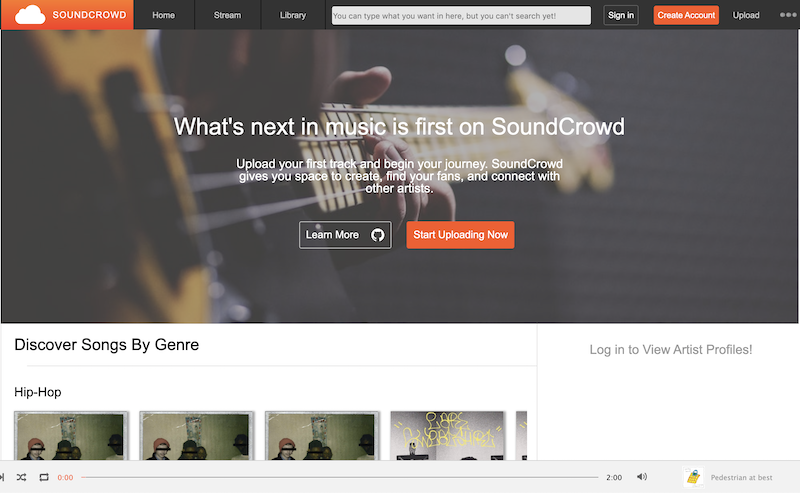 SOUNDCROWD
Home
Stream
Library
You can type what you want in here, but you can't search yet!
Sign in
Create Account
Upload
What's next in music is first on SoundCrowd
Upload your first track and begin your journey. SoundCrowd
gives you space to create, find your fans, and connect with
other artists.
Learn More
Start Uploading Now
Discover Songs By Genre
Log in to View Artist Profiles!
Hip-Hop
0:00
2:00
Pedestrian at best